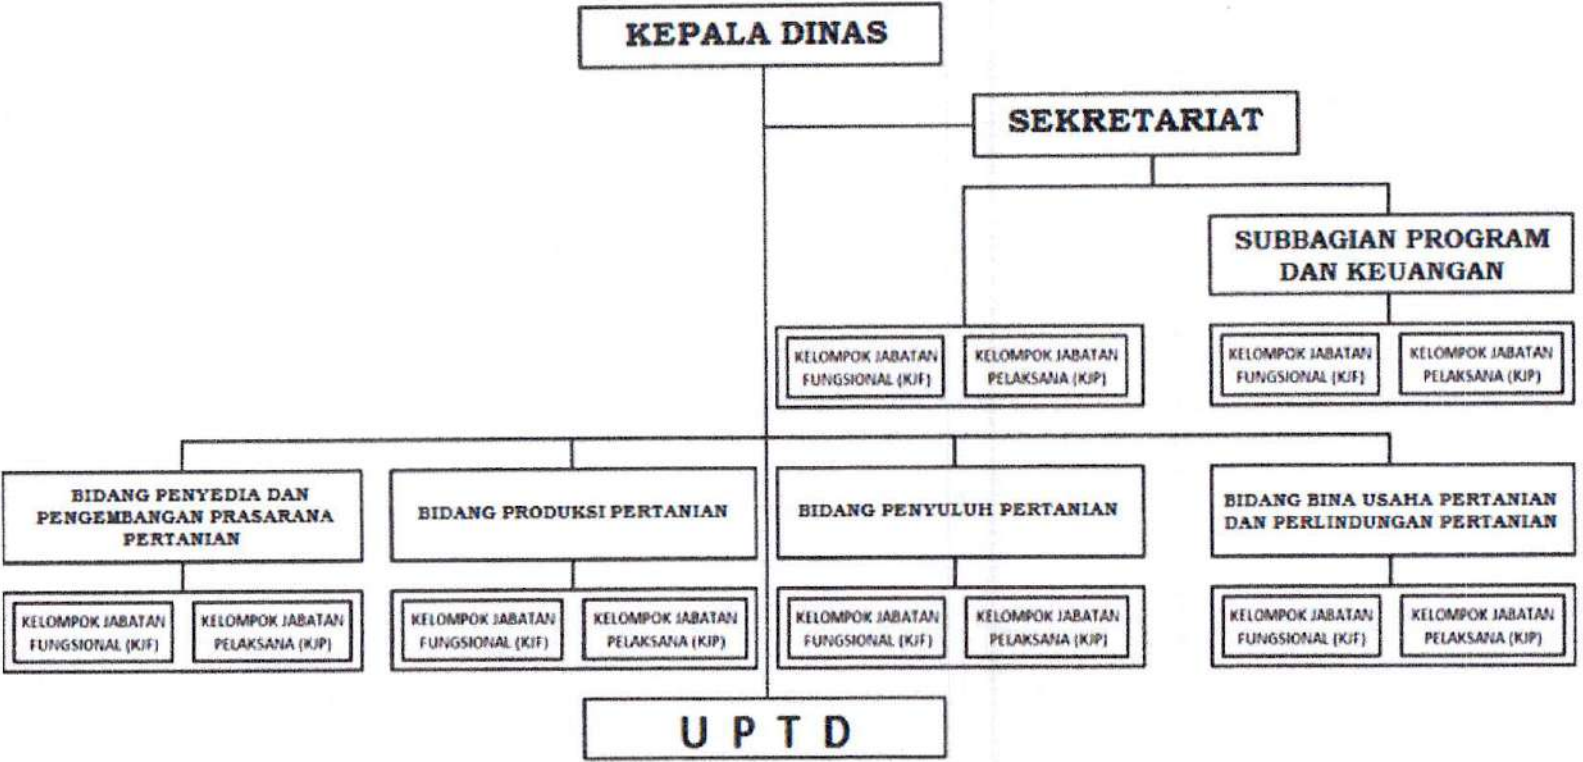 KEPALA DINAS
SEKRETARIAT
SUBBAGIAN PROGRAM
DAN KEUANGAN
KELOMPOK JABATAN
FUNGSIONAL (KJF)
KELOMPOK JABATAN
PELAKSANA (KJP)
KELOMPOK JABATAN
FUNGSIONAL (KJF)
KELOMPOK JABATAN
PELAKSANA (KJP)
BIDANG PENYEDIA DAN
PENGEMBANGAN PRASARANA
PERTANIAN
BIDANG PRODUKSI PERTANIAN
BIDANG PENYULUH PERTANIAN
BIDANG BINA USAHA PERTANIAN
DAN PERLINDUNGAN PERTANIAN
KELOMPOK JABATAN
FUNGSIONAL (KJF)
KELOMPOK JABATAN
PELAKSANA (KJP)
KELOMPOK JABATAN
FUNGSIONAL (KJF)
KELOMPOK JABATAN
PELAKSANA (KJP)
KELOMPOK JABATAN
FUNGSIONAL (KJF)
KELOMPOK JABATAN
PELAKSANA (KJP)
KELOMPOK JABATAN
FUNGSIONAL (KJF)
KELOMPOK JABATAN
PELAKSANA (KJP)
U P T D